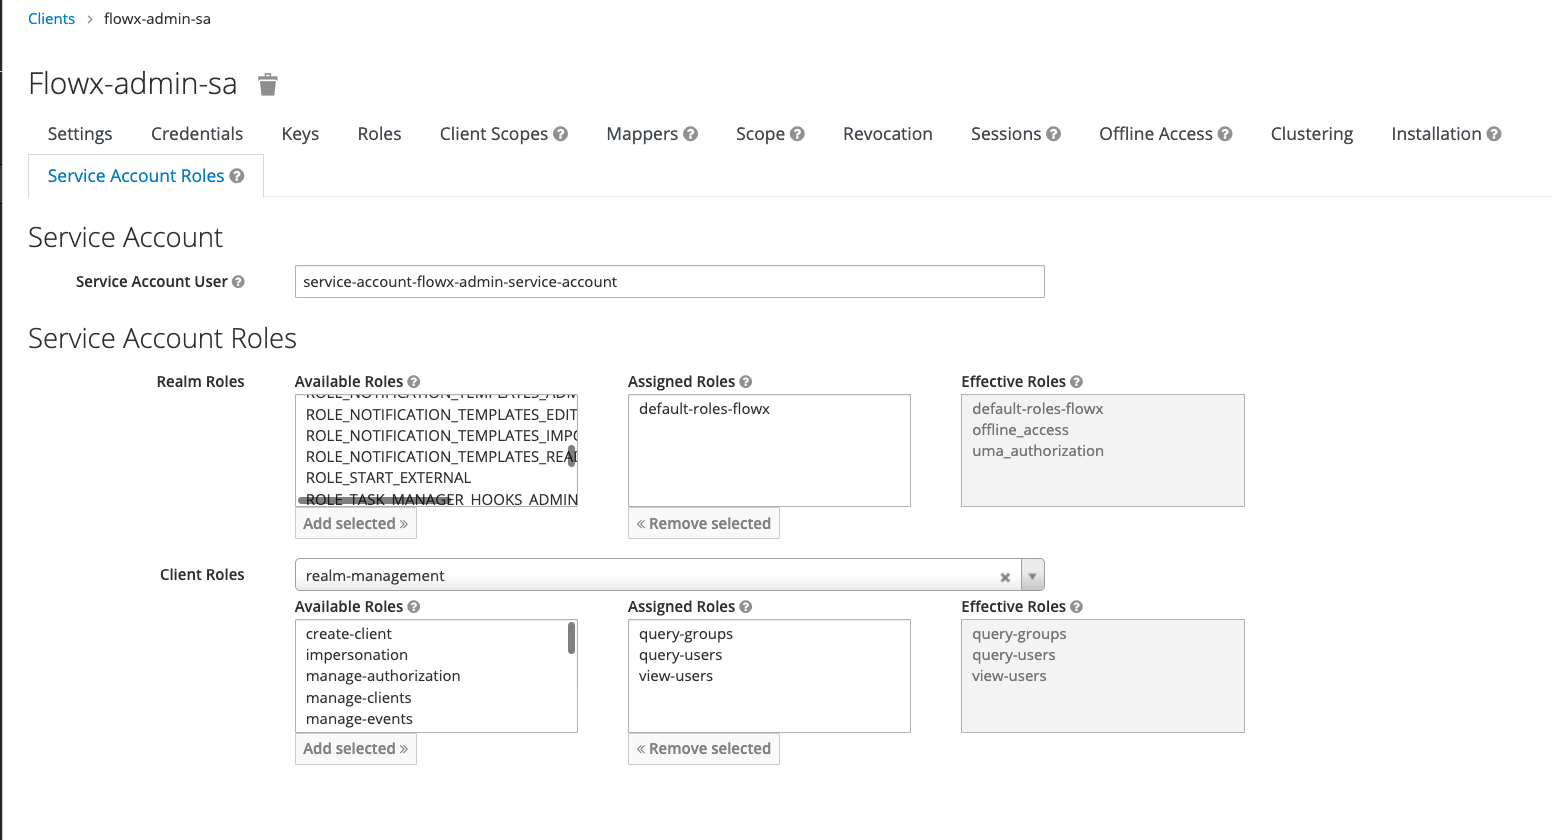 Clients > flowx-admin-sa
Flowx-admin-sa
Settings Credentials Keys Roles Client Scopes Mappers Scope Revocation Sessions Offline Access Clustering Installation
Service Account Roles
Service Account
Service Account User service-account-flowx-admin-service-account
Service Account Roles
Realm Roles Available Roles Assigned Roles Effective Roles
ROLE_NOTIFICATION_TEMPLATES_ADM
ROLE_NOTIFICATION_TEMPLATES_EDIT
ROLE_NOTIFICATION_TEMPLATES_IMPO
ROLE_NOTIFICATION_TEMPLATES_READ
ROLE_START_EXTERNAL
ROLE_TASK_MANAGER_HOOKS_ADMIN
Add selected »
default-roles-flowx
« Remove selected
default-roles-flowx
offline_access
uma_authorization
Client Roles realm-management
Available Roles Assigned Roles Effective Roles
create-client
impersonation
manage-authorization
manage-clients
manage-events
Add selected »
query-groups
query-users
view-users
« Remove selected
query-groups
query-users
view-users